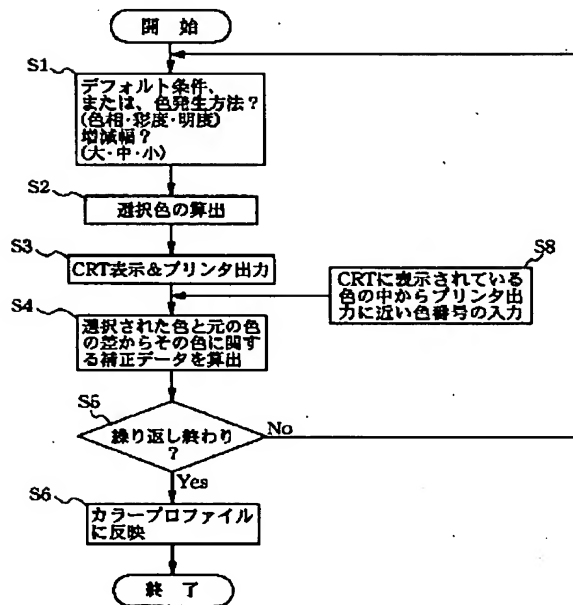 開 始
S1
デフォルト条件、
または、色発生方法？
(色相・彩度・明度)
増減幅？
(大・中・小)
S2
選択色の算出
S3
CRT表示＆プリンタ出力
S8
CRTに表示されている
色の中からプリンタ出
力に近い色番号の入力
S4
選択された色と元の色
の差からその色に関す
る補正データを算出
S5
繰り返し終わり
？
No
Yes
S6
カラープロファイル
に反映
終 了